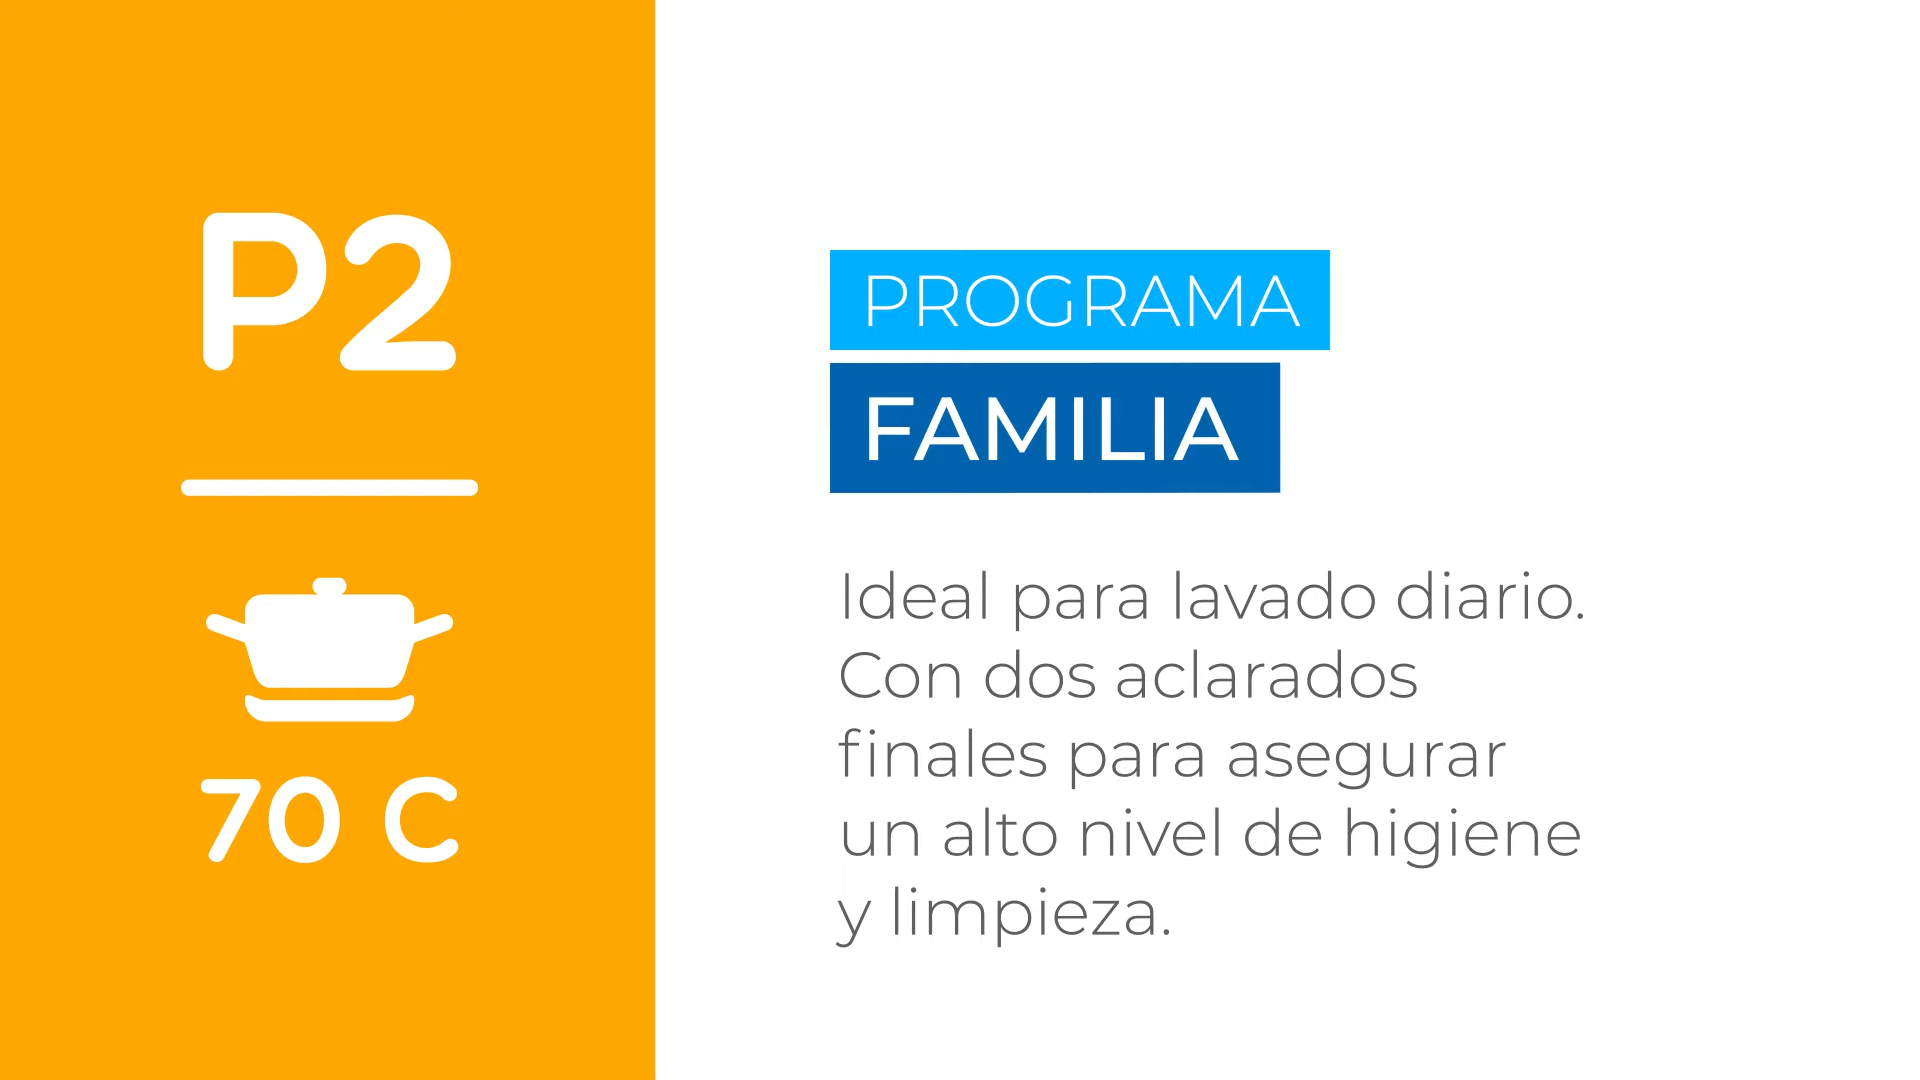 P2
70 C
PROGRAMA
FAMILIA
Ideal para lavado diario.
Con dos aclarados
finales para asegurar
un alto nivel de higiene
y limpieza.